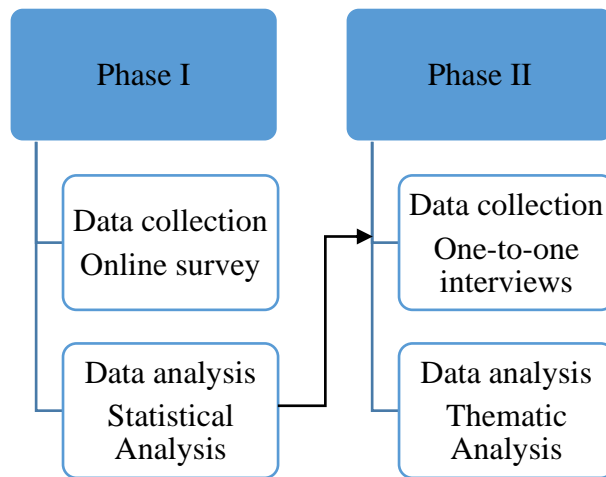 Phase I
Data collection
Online survey
Data analysis
Statistical
Analysis
Phase II
Data collection
One-to-one
interviews
Data analysis
Thematic
Analysis